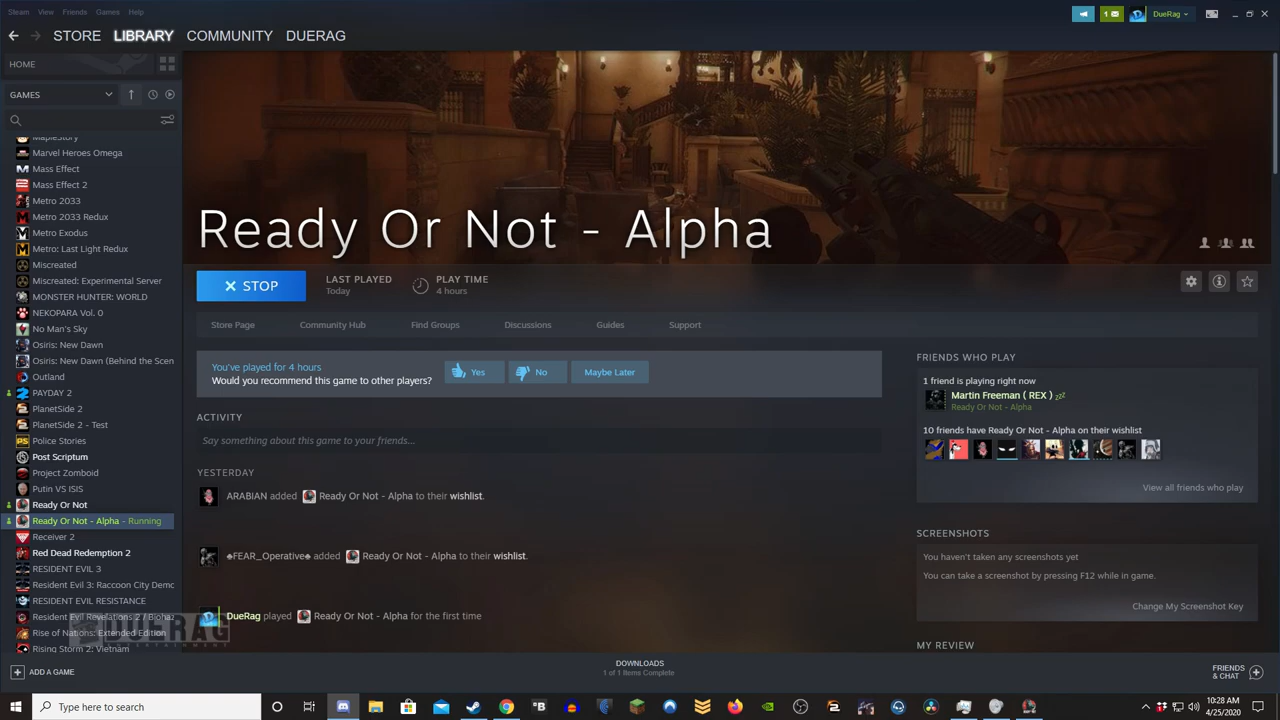 Steam View Friends Games Help
1
DueRag
STORE LIBRARY COMMUNITY DUERAG
HOME
GAMES
MapleStory
Marvel Heroes Omega
Mass Effect
Mass Effect 2
Metro 2033
Metro 2033 Redux
Metro Exodus
Metro: Last Light Redux
Miscreated
Miscreated: Experimental Server
MONSTER HUNTER: WORLD
NEKOPARA Vol. 0
No Man's Sky
Osiris: New Dawn
Osiris: New Dawn (Behind the Scen
Outland
PAYDAY 2
PlanetSide 2
PlanetSide 2 - Test
Police Stories
Post Scriptum
Project Zomboid
Putin VS ISIS
Ready Or Not
Ready Or Not - Alpha - Running
Receiver 2
Red Dead Redemption 2
RESIDENT EVIL 3
Resident Evil 3: Raccoon City Demo
RESIDENT EVIL RESISTANCE
Resident Evil Revelations 2 / Bioha
Rise of Nations: Extended Edition
Rising Storm 2: Vietnam
DUERAG
ENTERTAINMENT
ADD A GAME
Ready Or Not - Alpha
STOP
LAST PLAYED
Today
PLAY TIME
4 hours
Store Page Community Hub Find Groups Discussions Guides Support
You've played for 4 hours
Would you recommend this game to other players?
Yes No Maybe Later
ACTIVITY
Say something about this game to your friends...
YESTERDAY
ARABIAN added Ready Or Not - Alpha to their wishlist.
♣FEAR_Operative♣ added Ready Or Not - Alpha to their wishlist.
DueRag played Ready Or Not - Alpha for the first time
FRIENDS WHO PLAY
1 friend is playing right now
Martin Freeman ( REX ) zzz
Ready Or Not - Alpha
10 friends have Ready Or Not - Alpha on their wishlist
View all friends who play
SCREENSHOTS
You haven't taken any screenshots yet
You can take a screenshot by pressing F12 while in game.
Change My Screenshot Key
MY REVIEW
DOWNLOADS
1 of 1 Items Complete
FRIENDS
& CHAT
Type here to search
10:28 AM
4/25/2020